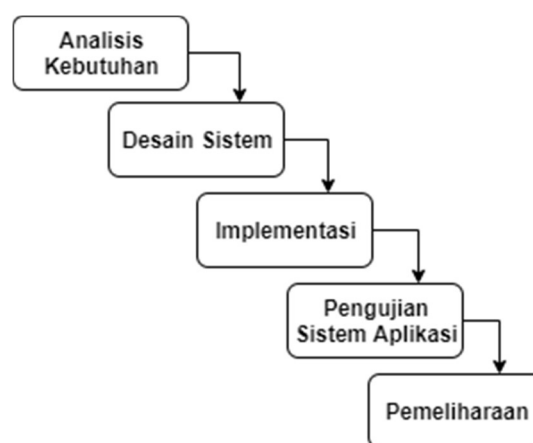 Analisis
Kebutuhan
Desain Sistem
Implementasi
Pengujian
Sistem Aplikasi
Pemeliharaan